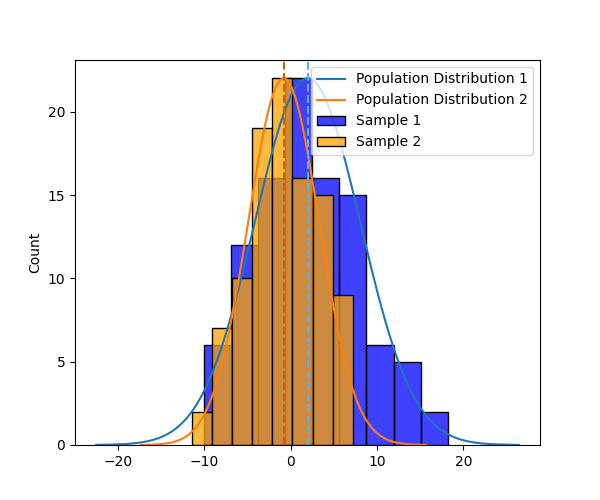 Population Distribution 1
Population Distribution 2
Sample 1
Sample 2
Count
20
15
10
5
0
−20
−10
0
10
20